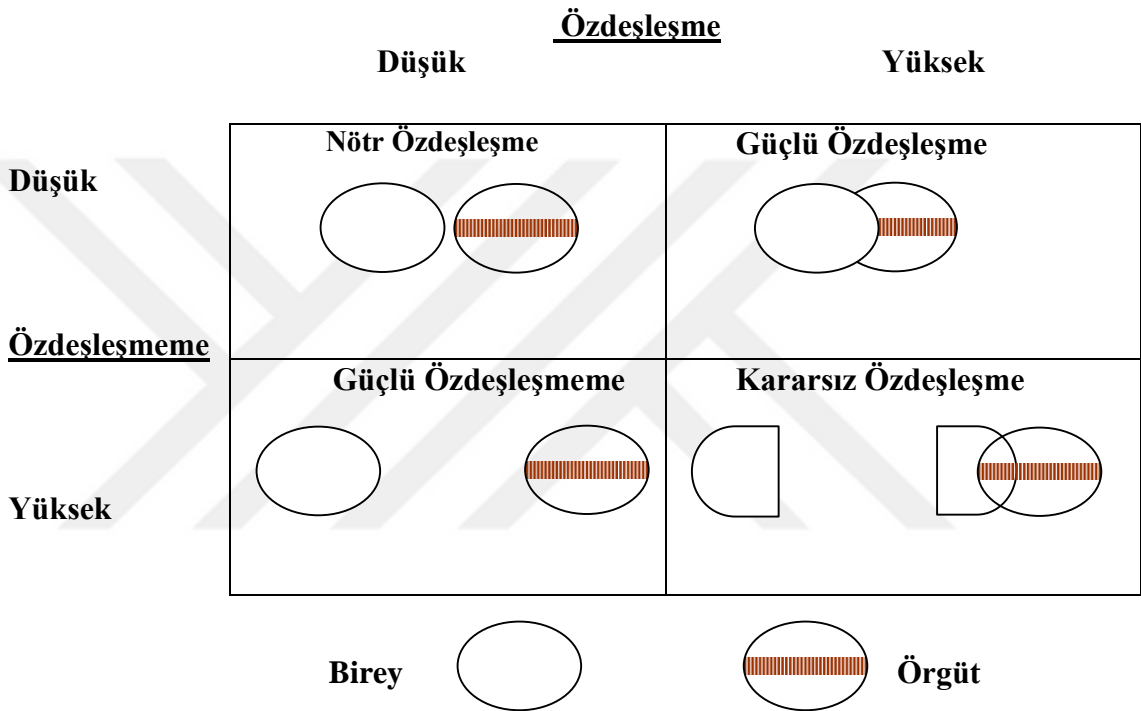 Özdeşleşme
Düşük Yüksek
Nötr Özdeşleşme Güçlü Özdeşleşme
Düşük
Özdeşleşmeme
Güçlü Özdeşleşmeme Kararsız Özdeşleşme
Yüksek
Birey Örgüt